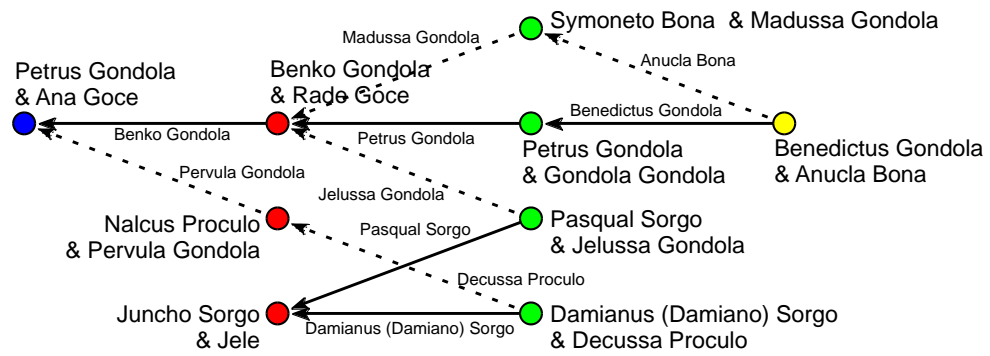 Symoneto Bona  & Madussa Gondola
Madussa Gondola
Anucla Bona
Petrus Gondola
& Ana Goce
Benko Gondola
& Rade Goce
Benko Gondola
Petrus Gondola
Benedictus Gondola
Petrus Gondola
& Gondola Gondola
Benedictus Gondola
& Anucla Bona
Pervula Gondola
Jelussa Gondola
Nalcus Proculo
& Pervula Gondola
Pasqual Sorgo
Pasqual Sorgo
& Jelussa Gondola
Decussa Proculo
Juncho Sorgo
& Jele
Damianus (Damiano) Sorgo
Damianus (Damiano) Sorgo
& Decussa Proculo